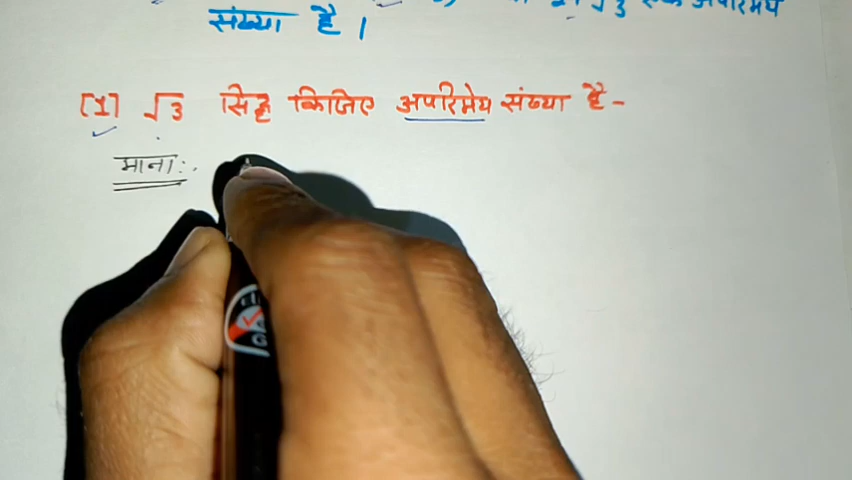 संख्या है ।
[1] √3 सिद्ध किजिए अपरिमेय संख्या है -
माना: